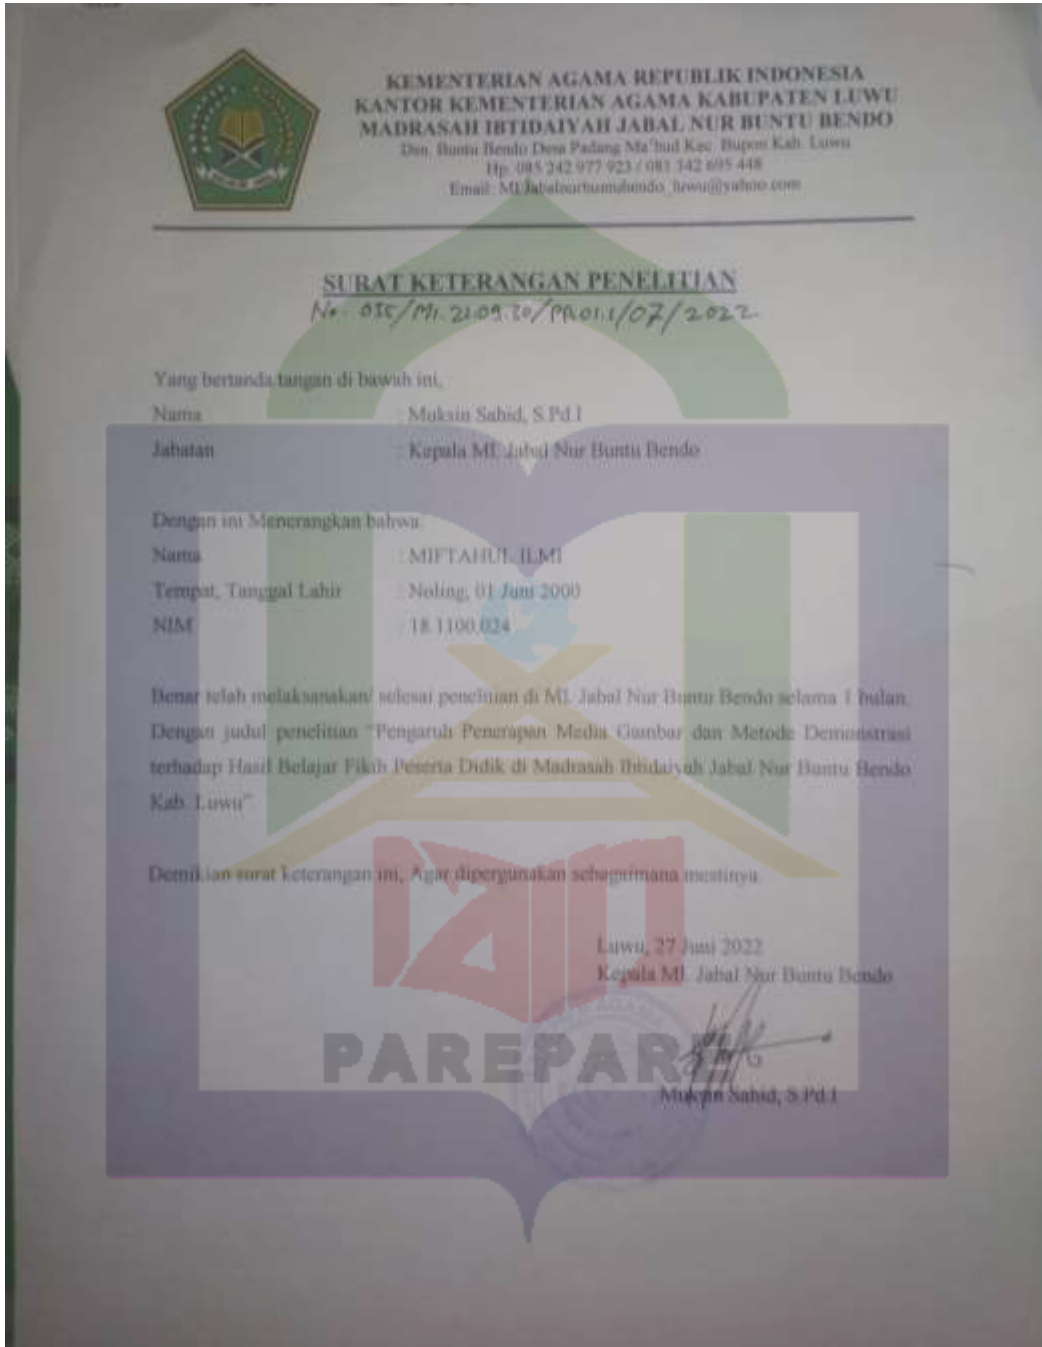 KEMENTERIAN AGAMA REPUBLIK INDONESIA
KANTOR KEMENTERIAN AGAMA KABUPATEN LUWU
MADRASAH IBTIDAIYAH JABAL NUR BUNTU BENDO
Dsn. Buntu Bendo Desa Padang Ma'bud Kec. Bupon Kab. Luwu
Hp. 085 242 977 923 / 081 342 695 448
Email: MI.Jabalnurbuntubendo_luwu@yahoo.com
SURAT KETERANGAN PENELITIAN
No. /MI.21.09.20/PP.01.1/07/2022
Yang bertanda tangan di bawah ini,
Nama : Muksin Sahid, S.Pd.I
Jabatan : Kepala MI. Jabal Nur Buntu Bendo
Dengan ini Menerangkan bahwa:
Nama : MIFTAHUL ILMI
Tempat, Tanggal Lahir : Noling, 01 Juni 2000
NIM : 18.1100.024
Benar telah melaksanakan/ selesai penelitian di MI. Jabal Nur Buntu Bendo selama 1 bulan.
Dengan judul penelitian "Pengaruh Penerapan Media Gambar dan Metode Demonstrasi
terhadap Hasil Belajar Fikih Peserta Didik di Madrasah Ibtidaiyah Jabal Nur Buntu Bendo
Kab. Luwu"
Demikian surat keterangan ini, Agar dipergunakan sebagaimana mestinya.
Luwu, 27 Juni 2022
Kepala MI. Jabal Nur Buntu Bendo
Muksin Sahid, S.Pd.I
IAIN
PAREPARE